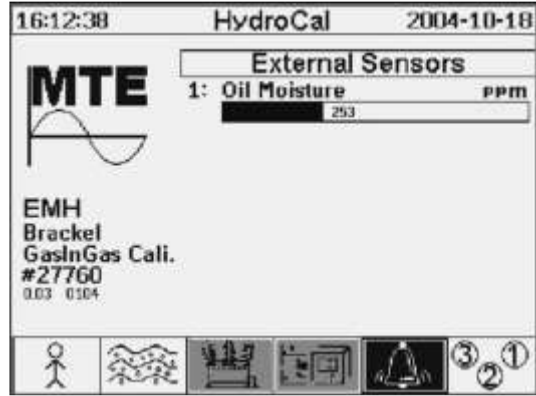 16:12:38 HydroCal 2004-10-18
MTE
External Sensors
1: Oil Moisture ppm
253
EMH
Brackel
GasInGas Cali.
#27760
0.03 0104
③ ① ②